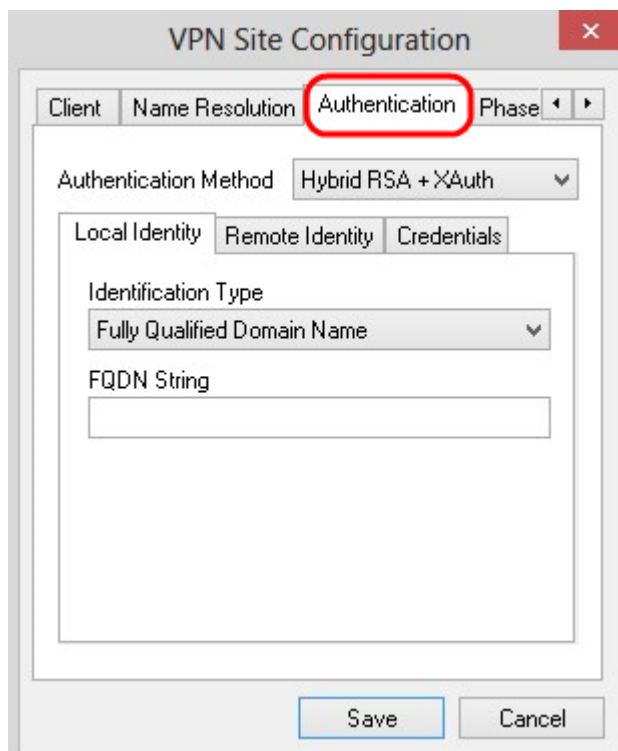 VPN Site Configuration
Client Name Resolution Authentication Phase
Authentication Method Hybrid RSA + XAuth
Local Identity Remote Identity Credentials
Identification Type
Fully Qualified Domain Name
FQDN String
Save Cancel